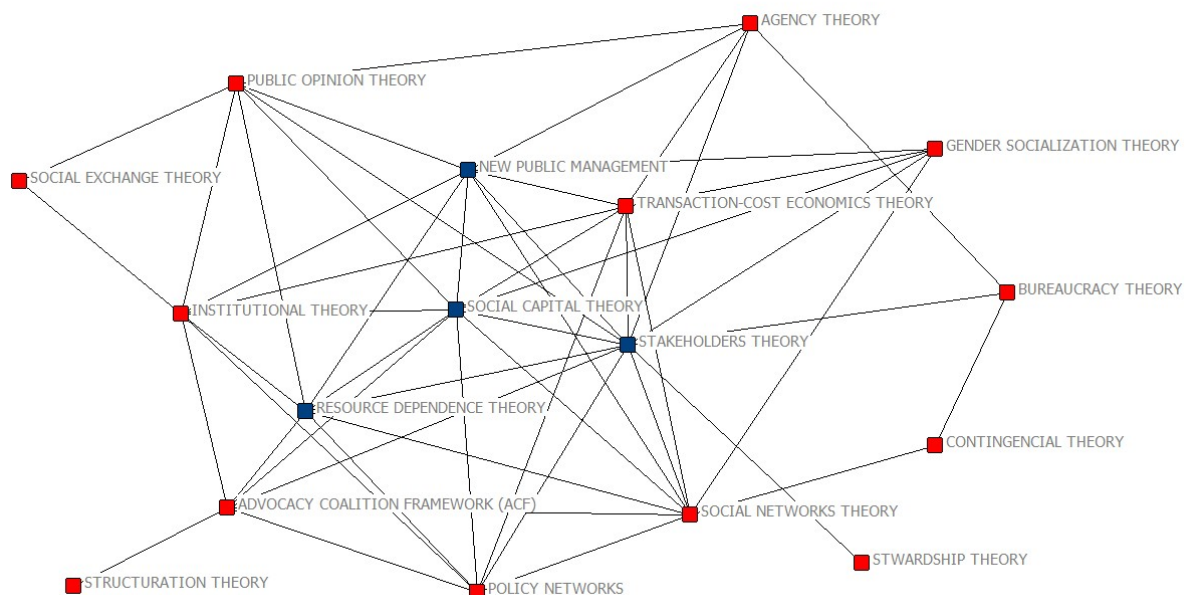 AGENCY THEORY
PUBLIC OPINION THEORY
GENDER SOCIALIZATION THEORY
NEW PUBLIC MANAGEMENT
SOCIAL EXCHANGE THEORY
TRANSACTION-COST ECONOMICS THEORY
BUREAUCRACY THEORY
SOCIAL CAPITAL THEORY
INSTITUTIONAL THEORY
STAKEHOLDERS THEORY
RESOURCE DEPENDENCE THEORY
CONTINGENCIAL THEORY
ADVOCACY COALITION FRAMEWORK (ACF)
SOCIAL NETWORKS THEORY
STWARDSHIP THEORY
STRUCTURATION THEORY
POLICY NETWORKS